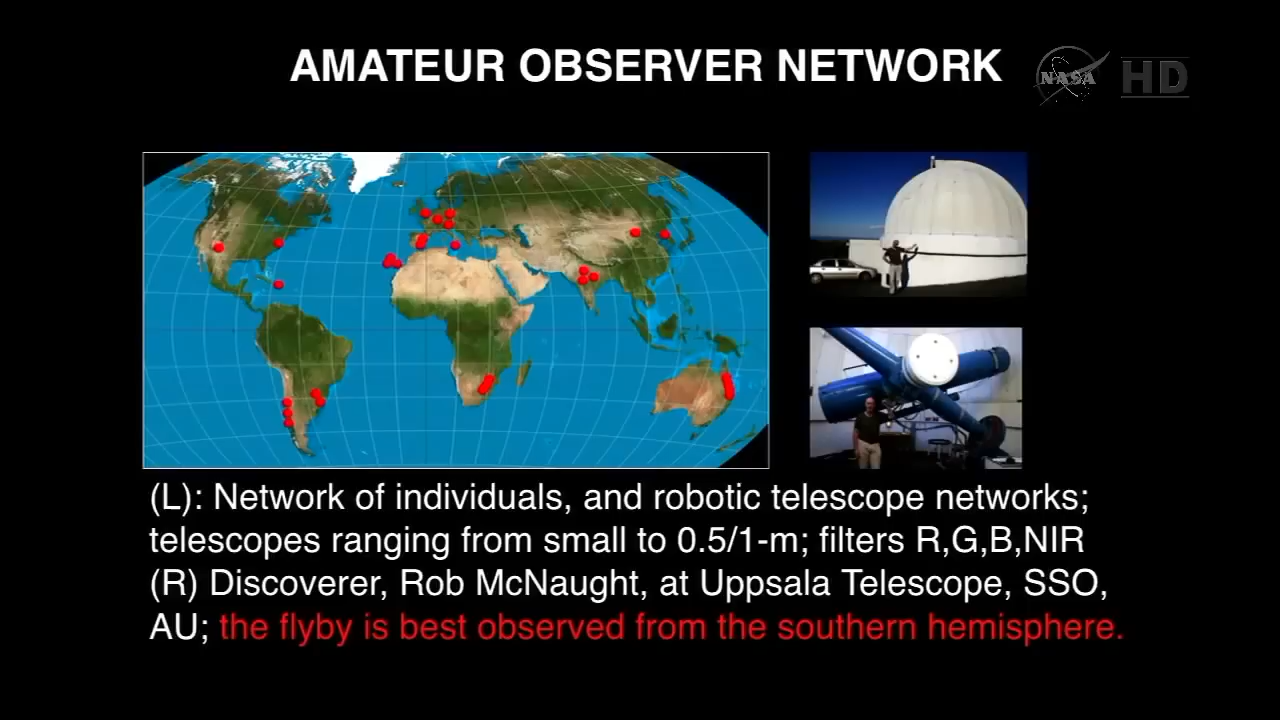 AMATEUR OBSERVER NETWORK
NASA HD
(L): Network of individuals, and robotic telescope networks;
telescopes ranging from small to 0.5/1-m; filters R,G,B,NIR
(R) Discoverer, Rob McNaught, at Uppsala Telescope, SSO,
AU; the flyby is best observed from the southern hemisphere.